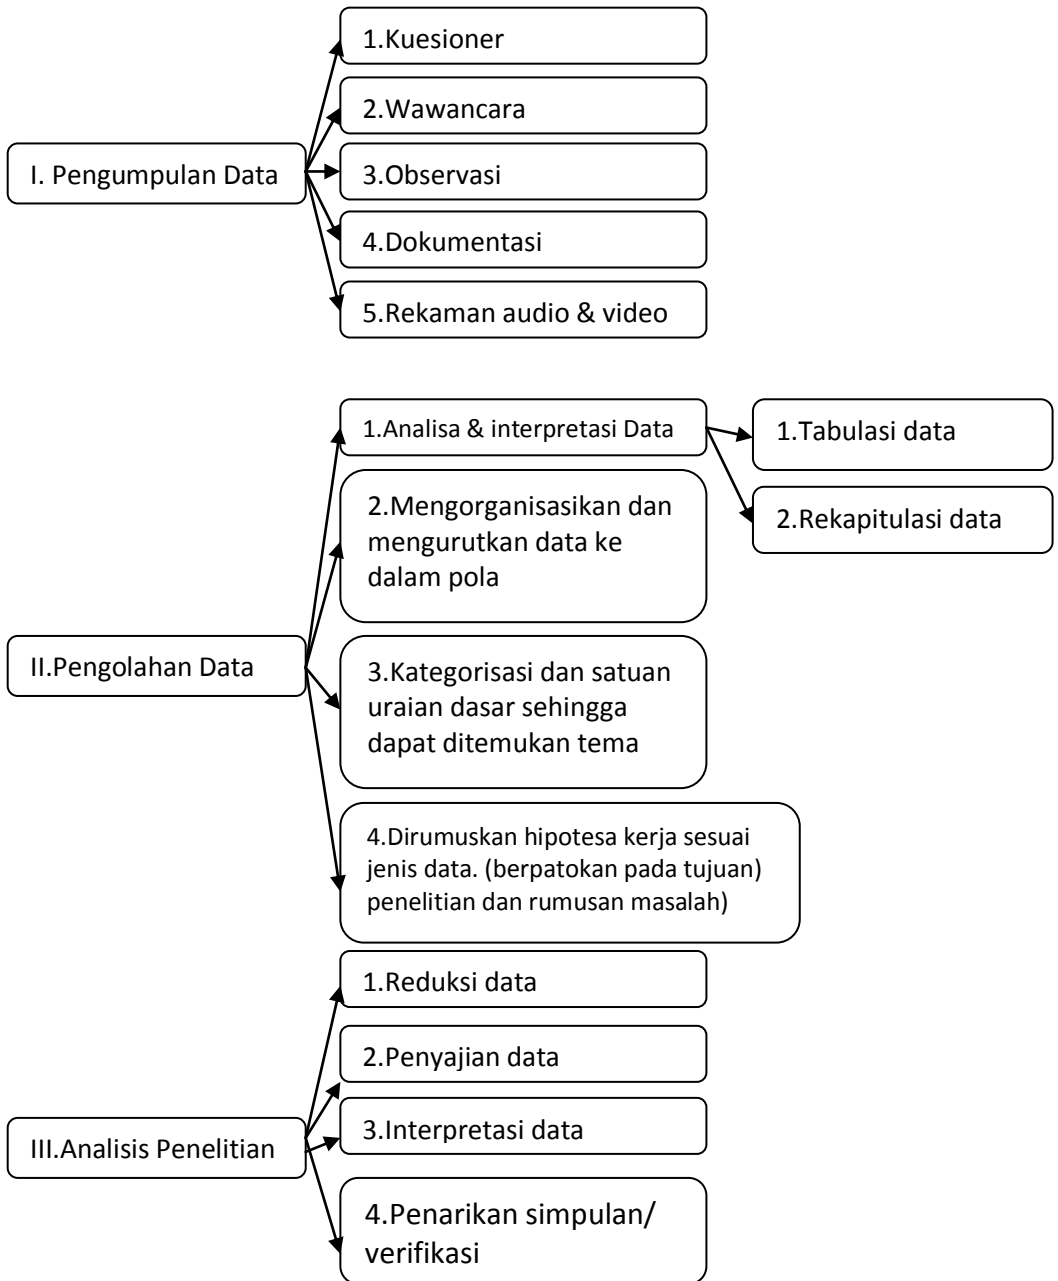 1.Kuesioner
2.Wawancara
I. Pengumpulan Data
3.Observasi
4.Dokumentasi
5.Rekaman audio & video
1.Analisa & interpretasi Data
1.Tabulasi data
2.Rekapitulasi data
2.Mengorganisasikan dan
mengurutkan data ke
dalam pola
II.Pengolahan Data
3.Kategorisasi dan satuan
uraian dasar sehingga
dapat ditemukan tema
4.Dirumuskan hipotesa kerja sesuai
jenis data. (berpatokan pada tujuan)
penelitian dan rumusan masalah)
1.Reduksi data
2.Penyajian data
III.Analisis Penelitian
3.Interpretasi data
4.Penarikan simpulan/
verifikasi